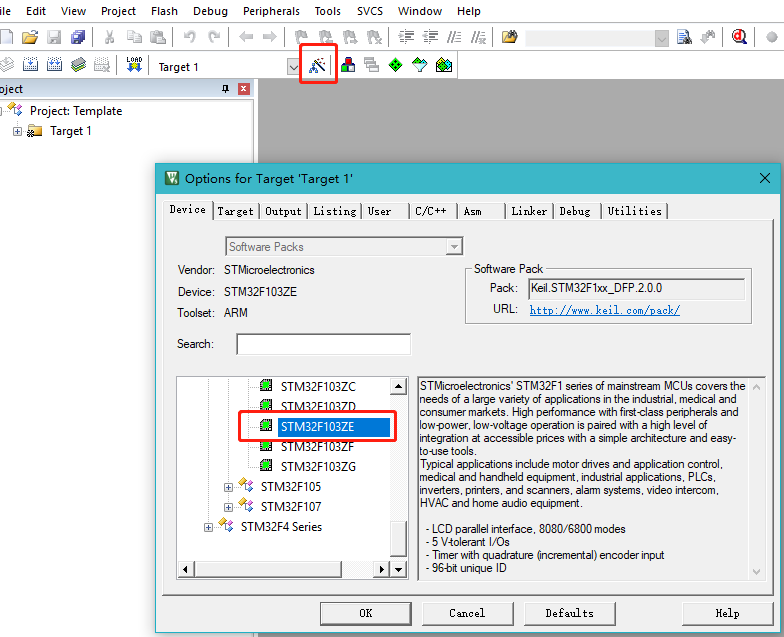 ile Edit View Project Flash Debug Peripherals Tools SVCS Window Help
LOAD Target 1
oject
Project: Template
Target 1
Options for Target 'Target 1'
Device Target Output Listing User C/C++ Asm Linker Debug Utilities
Software Packs
Vendor: STMicroelectronics
Device: STM32F103ZE
Toolset: ARM
Search:
Software Pack
Pack: Keil.STM32F1xx_DFP.2.0.0
URL: http://www.keil.com/pack/
STM32F103ZC
STM32F103ZD
STM32F103ZE
STM32F103ZF
STM32F103ZG
STM32F105
STM32F107
STM32F4 Series
STMicroelectronics' STM32F1 series of mainstream MCUs covers the
needs of a large variety of applications in the industrial, medical and
consumer markets. High performance with first-class peripherals and
low-power, low-voltage operation is paired with a high level of
integration at accessible prices with a simple architecture and easy-
to-use tools.
Typical applications include motor drives and application control,
medical and handheld equipment, industrial applications, PLCs,
inverters, printers, and scanners, alarm systems, video intercom,
HVAC and home audio equipment.
- LCD parallel interface, 8080/6800 modes
- 5 V-tolerant I/Os
- Timer with quadrature (incremental) encoder input
- 96-bit unique ID
OK Cancel Defaults Help